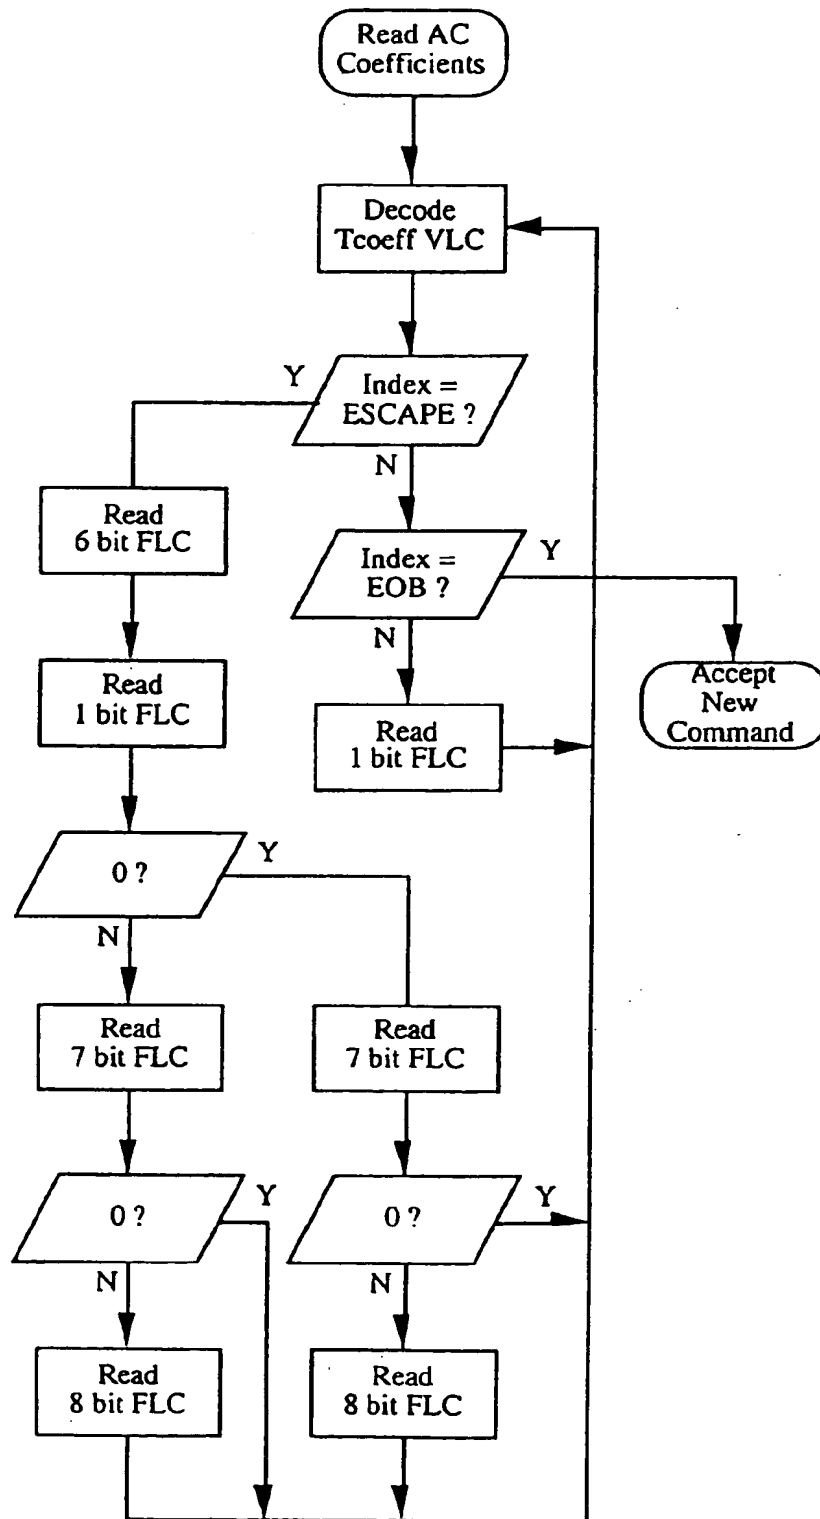 Read AC
Coefficients
Decode
Tcoeff VLC
Y
Index =
ESCAPE ?
N
Read
6 bit FLC
Index =
EOB ?
Y
N
Read
1 bit FLC
Read
1 bit FLC
Accept
New
Command
0 ?
Y
N
Read
7 bit FLC
Read
7 bit FLC
0 ?
Y
N
0 ?
Y
N
Read
8 bit FLC
Read
8 bit FLC